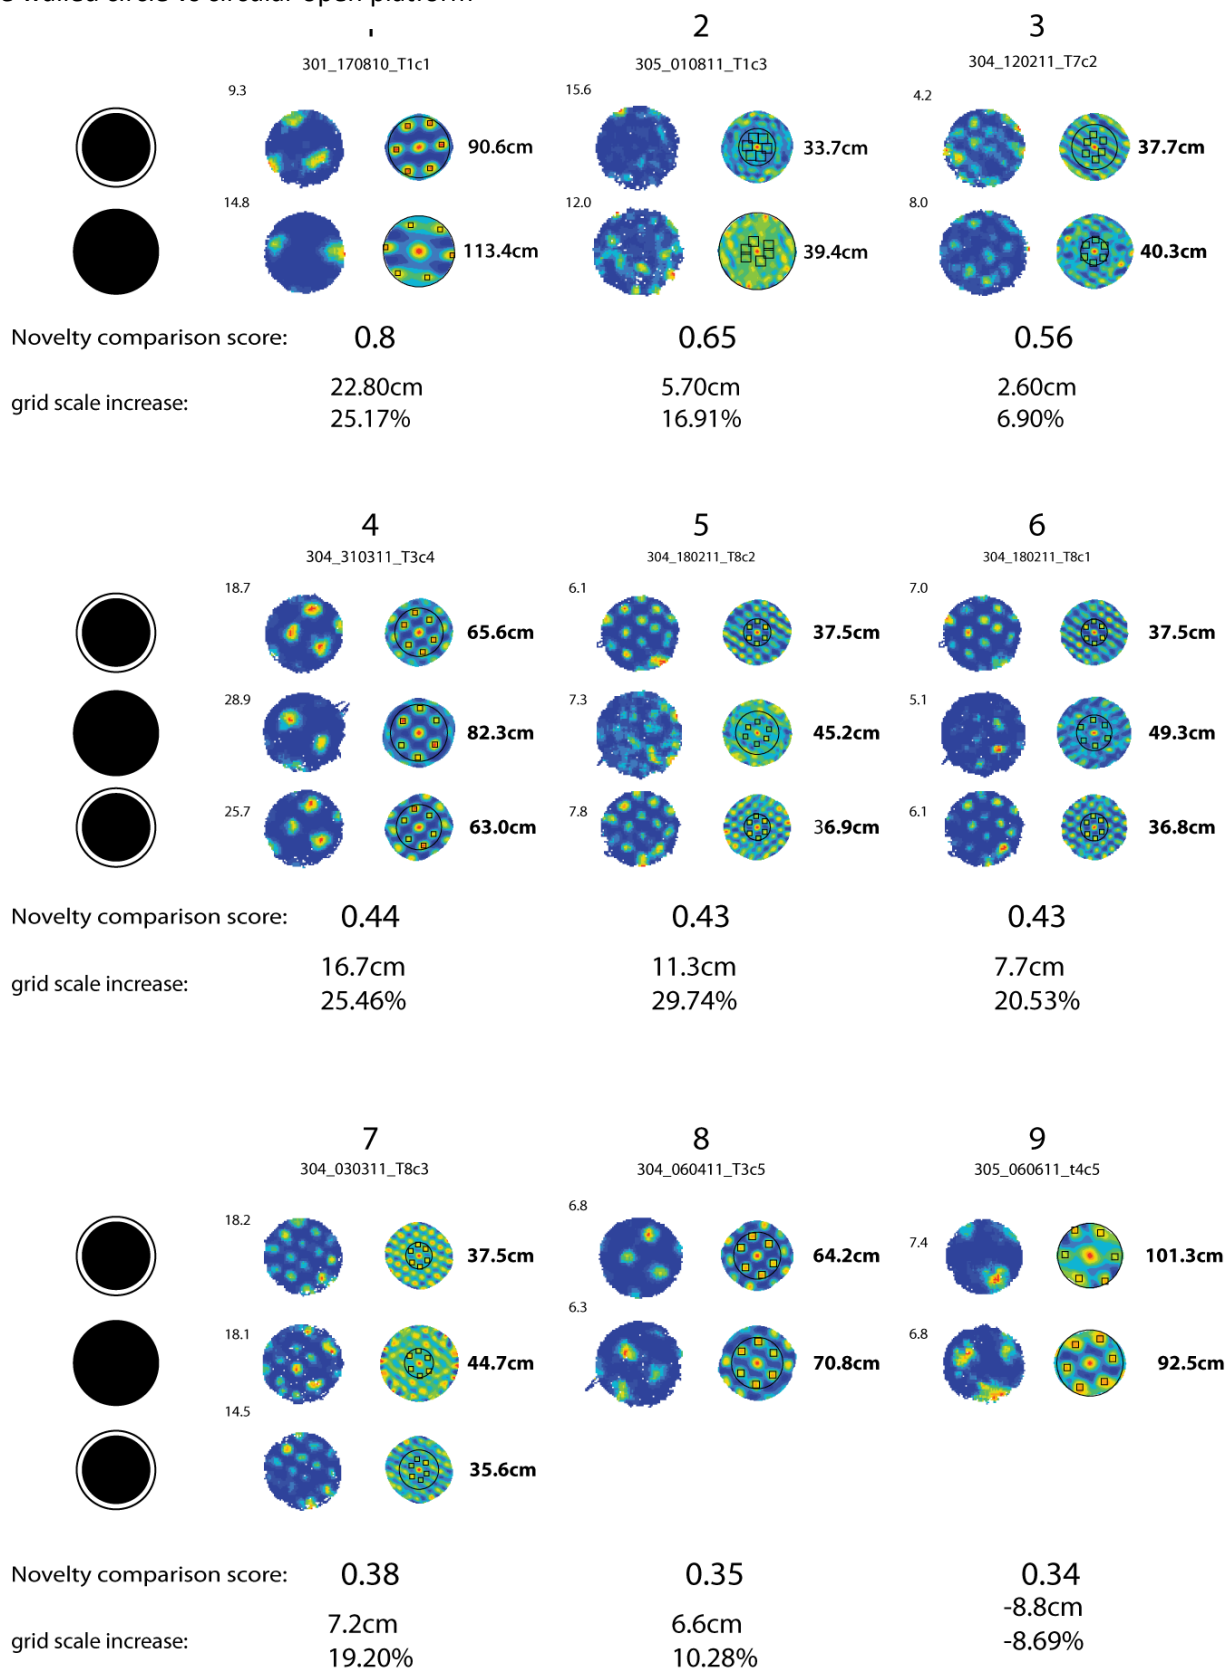 walled circle vs circular open platform
1 2 3
301_170810_T1c1 305_010811_T1c3 304_120211_T7c2
9.3 15.6 4.2
90.6cm 33.7cm 37.7cm
14.8 12.0 8.0
113.4cm 39.4cm 40.3cm
Novelty comparison score: 0.8 0.65 0.56
grid scale increase: 22.80cm 5.70cm 2.60cm
25.17% 16.91% 6.90%
4 5 6
304_310311_T3c4 304_180211_T8c2 304_180211_T8c1
18.7 6.1 7.0
65.6cm 37.5cm 37.5cm
28.9 7.3 5.1
82.3cm 45.2cm 49.3cm
25.7 7.8 6.1
63.0cm 36.9cm 36.8cm
Novelty comparison score: 0.44 0.43 0.43
grid scale increase: 16.7cm 11.3cm 7.7cm
25.46% 29.74% 20.53%
7 8 9
304_030311_T8c3 304_060411_T3c5 305_060611_t4c5
18.2 6.8 7.4
37.5cm 64.2cm 101.3cm
18.1 6.3 6.8
44.7cm 70.8cm 92.5cm
14.5
35.6cm
Novelty comparison score: 0.38 0.35 0.34
grid scale increase: 7.2cm 6.6cm -8.8cm
19.20% 10.28% -8.69%